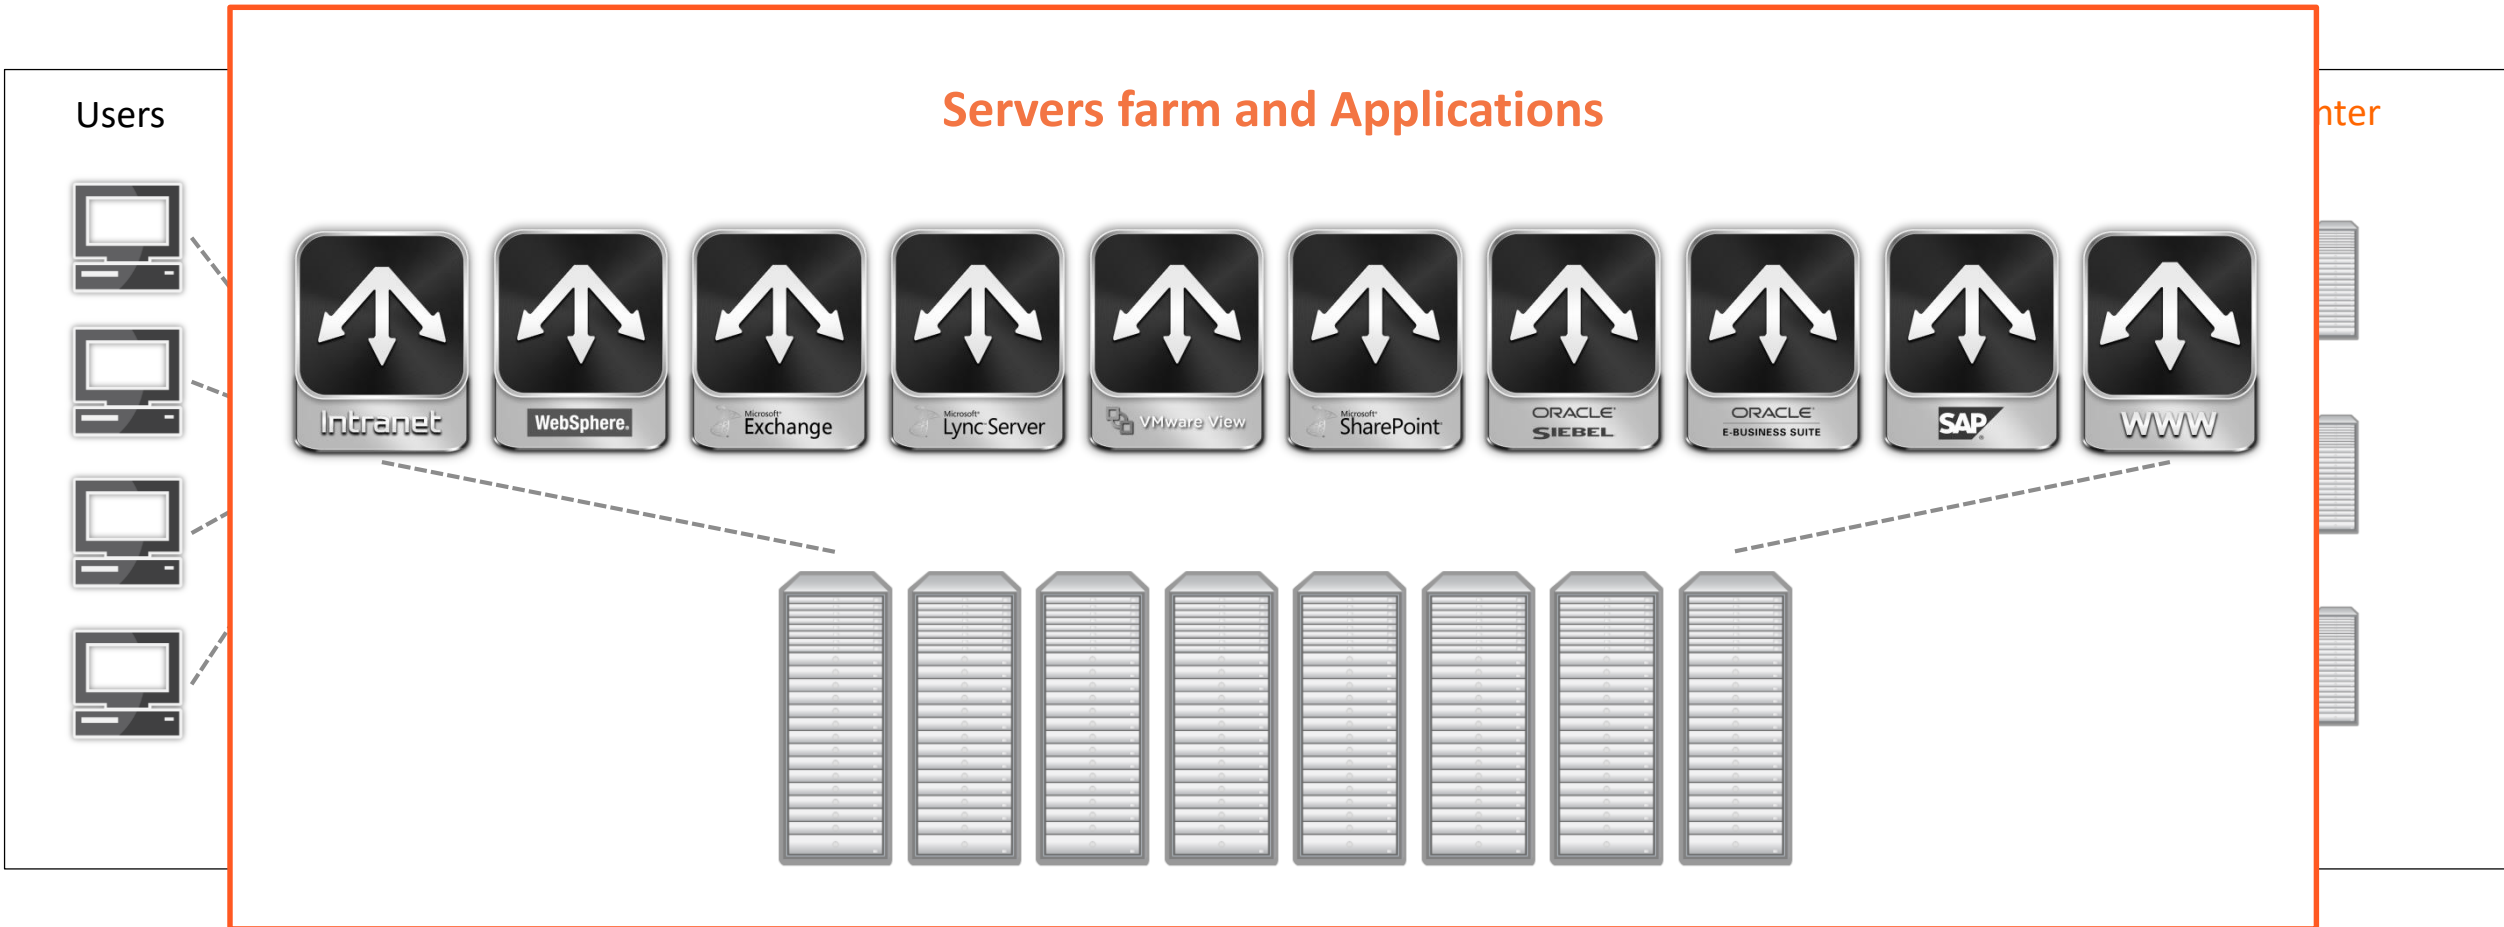 Servers farm and Applications
Users
nter
Intranet
WebSphere.
Microsoft®
Exchange
Microsoft®
Lync Server
VMware View
Microsoft®
SharePoint®
ORACLE®
SIEBEL
ORACLE®
E-BUSINESS SUITE
SAP®
WWW